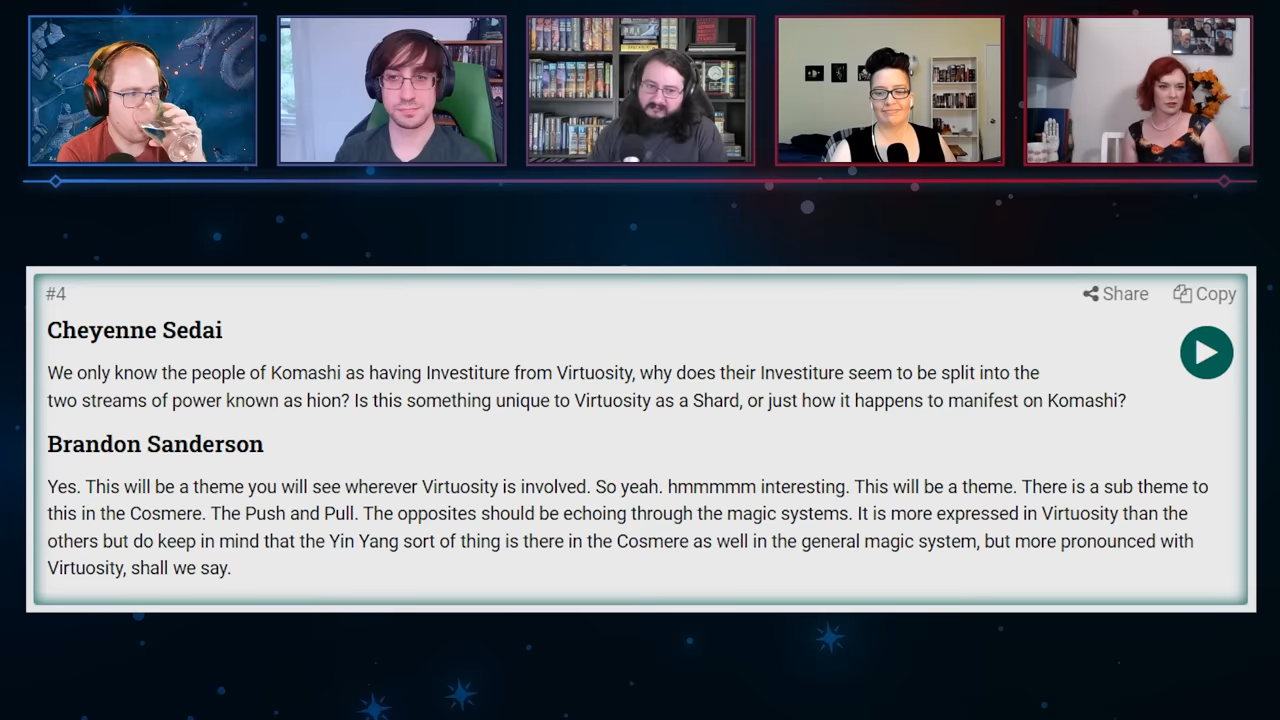 #4
Share
Copy
Cheyenne Sedai
We only know the people of Komashi as having Investiture from Virtuosity, why does their Investiture seem to be split into the
two streams of power known as hion? Is this something unique to Virtuosity as a Shard, or just how it happens to manifest on Komashi?
Brandon Sanderson
Yes. This will be a theme you will see wherever Virtuosity is involved. So yeah. hmmmmm interesting. This will be a theme. There is a sub theme to
this in the Cosmere. The Push and Pull. The opposites should be echoing through the magic systems. It is more expressed in Virtuosity than the
others but do keep in mind that the Yin Yang sort of thing is there in the Cosmere as well in the general magic system, but more pronounced with
Virtuosity, shall we say.